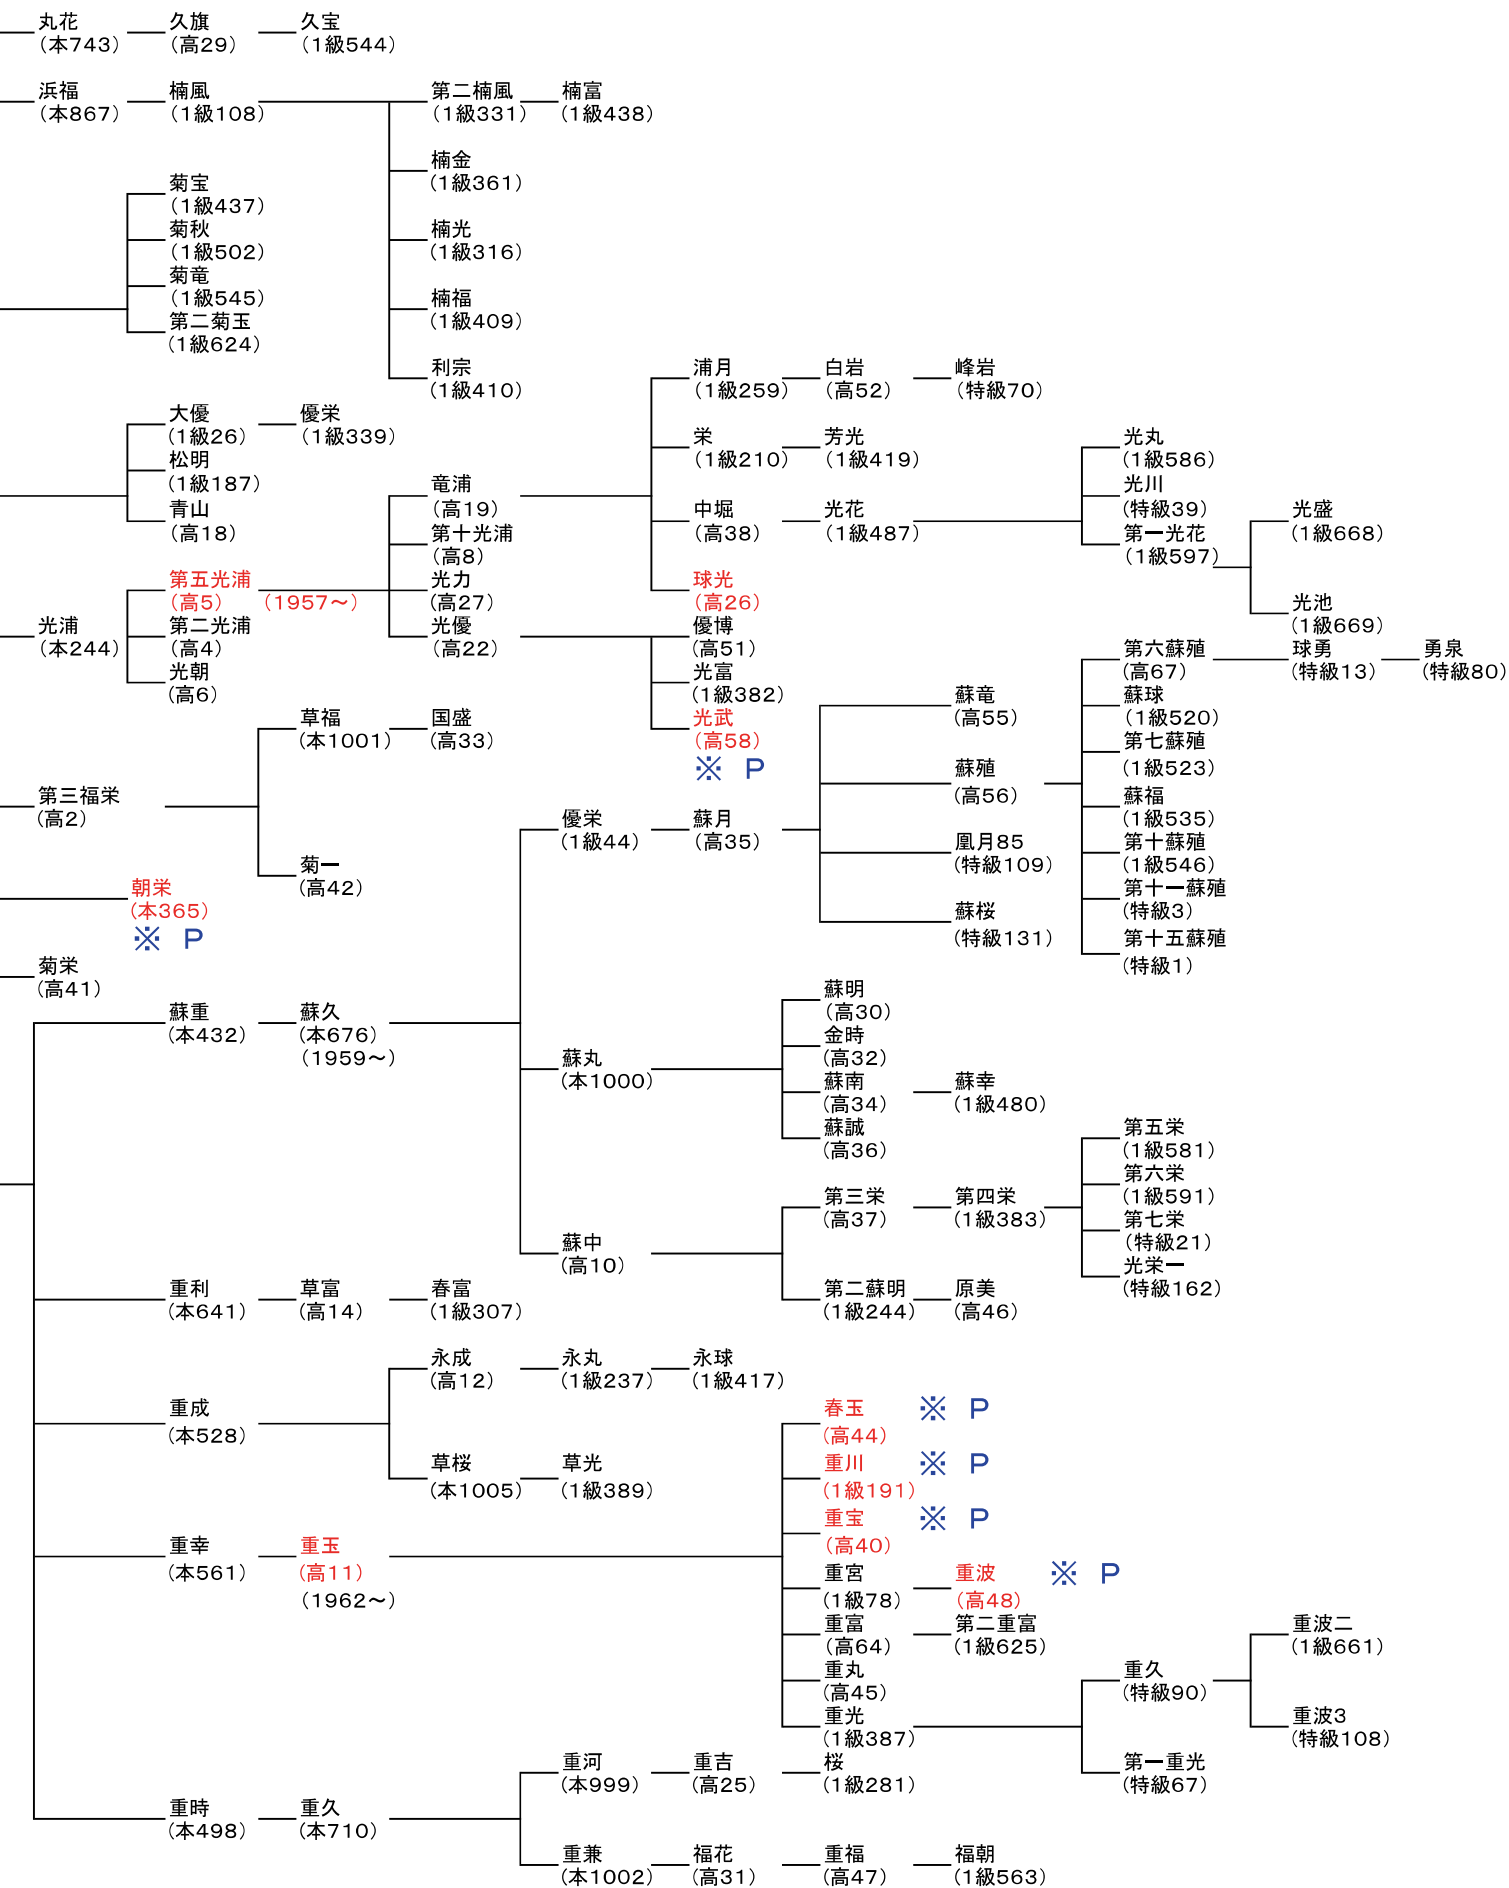 丸花
(本743)
久旗
(高29)
久宝
(1級544)
浜福
(本867)
楠風
(1級108)
第二楠風
(1級331)
楠富
(1級438)
楠金
(1級361)
菊宝
(1級437)
菊秋
(1級502)
楠光
(1級316)
菊竜
(1級545)
第二菊玉
(1級624)
楠福
(1級409)
利宗
(1級410)
浦月
(1級259)
白岩
(高52)
峰岩
(特級70)
大優
(1級26)
優栄
(1級339)
松明
(1級187)
青山
(高18)
栄
(1級210)
芳光
(1級419)
光丸
(1級586)
光川
(特級39)
竜浦
(高19)
中堀
(高38)
光花
(1級487)
第一光花
(1級597)
光盛
(1級668)
光池
(1級669)
第十光浦
(高8)
第五光浦
(高5) (1957〜)
光力
(高27)
球光
(高26)
光浦
(本244)
第二光浦
(高4)
光優
(高22)
優博
(高51)
光朝
(高6)
光富
(1級382)
光武
(高58)
※ P
第六蘇殖
(高67)
球勇
(特級13)
勇泉
(特級80)
蘇竜
(高55)
蘇球
(1級520)
第七蘇殖
(1級523)
草福
(本1001)
国盛
(高33)
蘇殖
(高56)
蘇福
(1級535)
第三福栄
(高2)
菊一
(高42)
優栄
(1級44)
蘇月
(高35)
凰月85
(特級109)
第十蘇殖
(1級546)
第十一蘇殖
(特級3)
蘇桜
(特級131)
第十五蘇殖
(特級1)
朝栄
(本365)
※ P
菊栄
(高41)
蘇重
(本432)
蘇久
(本676)
(1959〜)
蘇丸
(本1000)
蘇明
(高30)
金時
(高32)
蘇南
(高34)
蘇幸
(1級480)
蘇誠
(高36)
第五栄
(1級581)
第六栄
(1級591)
第三栄
(高37)
第四栄
(1級383)
第七栄
(特級21)
光栄一
(特級162)
蘇中
(高10)
第二蘇明
(1級244)
原美
(高46)
重利
(本641)
草富
(高14)
春富
(1級307)
永成
(高12)
永丸
(1級237)
永球
(1級417)
重成
(本528)
草桜
(本1005)
草光
(1級389)
春玉
(高44)
※ P
重川
(1級191)
※ P
重宝
(高40)
※ P
重幸
(本561)
重玉
(高11)
(1962〜)
重宮
(1級78)
重波
(高48)
※ P
重富
(高64)
第二重富
(1級625)
重丸
(高45)
重光
(1級387)
重久
(特級90)
重波二
(1級661)
重波3
(特級108)
第一重光
(特級67)
重時
(本498)
重久
(本710)
重河
(本999)
重吉
(高25)
桜
(1級281)
重兼
(本1002)
福花
(高31)
重福
(高47)
福朝
(1級563)